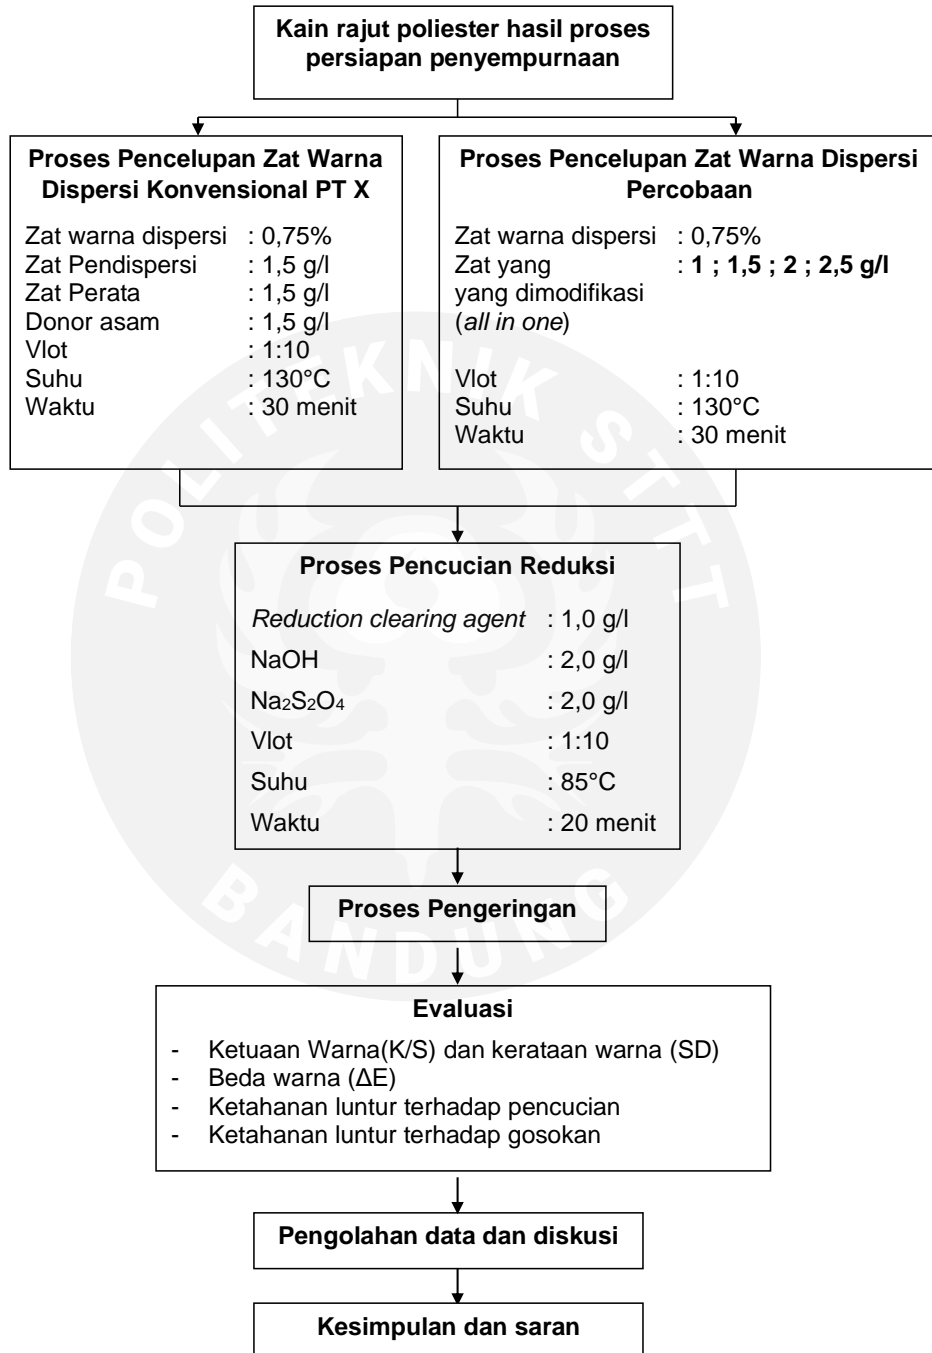 Kain rajut poliester hasil proses
persiapan penyempurnaan
Proses Pencelupan Zat Warna
Dispersi Konvensional PT X
Zat warna dispersi : 0,75%
Zat Pendispersi : 1,5 g/l
Zat Perata : 1,5 g/l
Donor asam : 1,5 g/l
Vlot : 1:10
Suhu : 130°C
Waktu : 30 menit
Proses Pencelupan Zat Warna Dispersi
Percobaan
Zat warna dispersi : 0,75%
Zat yang : 1 ; 1,5 ; 2 ; 2,5 g/l
yang dimodifikasi
(all in one)
Vlot : 1:10
Suhu : 130°C
Waktu : 30 menit
Proses Pencucian Reduksi
Reduction clearing agent : 1,0 g/l
NaOH : 2,0 g/l
Na₂S₂O₄ : 2,0 g/l
Vlot : 1:10
Suhu : 85°C
Waktu : 20 menit
Proses Pengeringan
Evaluasi
- Ketuaan Warna(K/S) dan kerataan warna (SD)
- Beda warna (ΔE)
- Ketahanan luntur terhadap pencucian
- Ketahanan luntur terhadap gosokan
Pengolahan data dan diskusi
Kesimpulan dan saran
POLITEKNIK STTT
BANDUNG